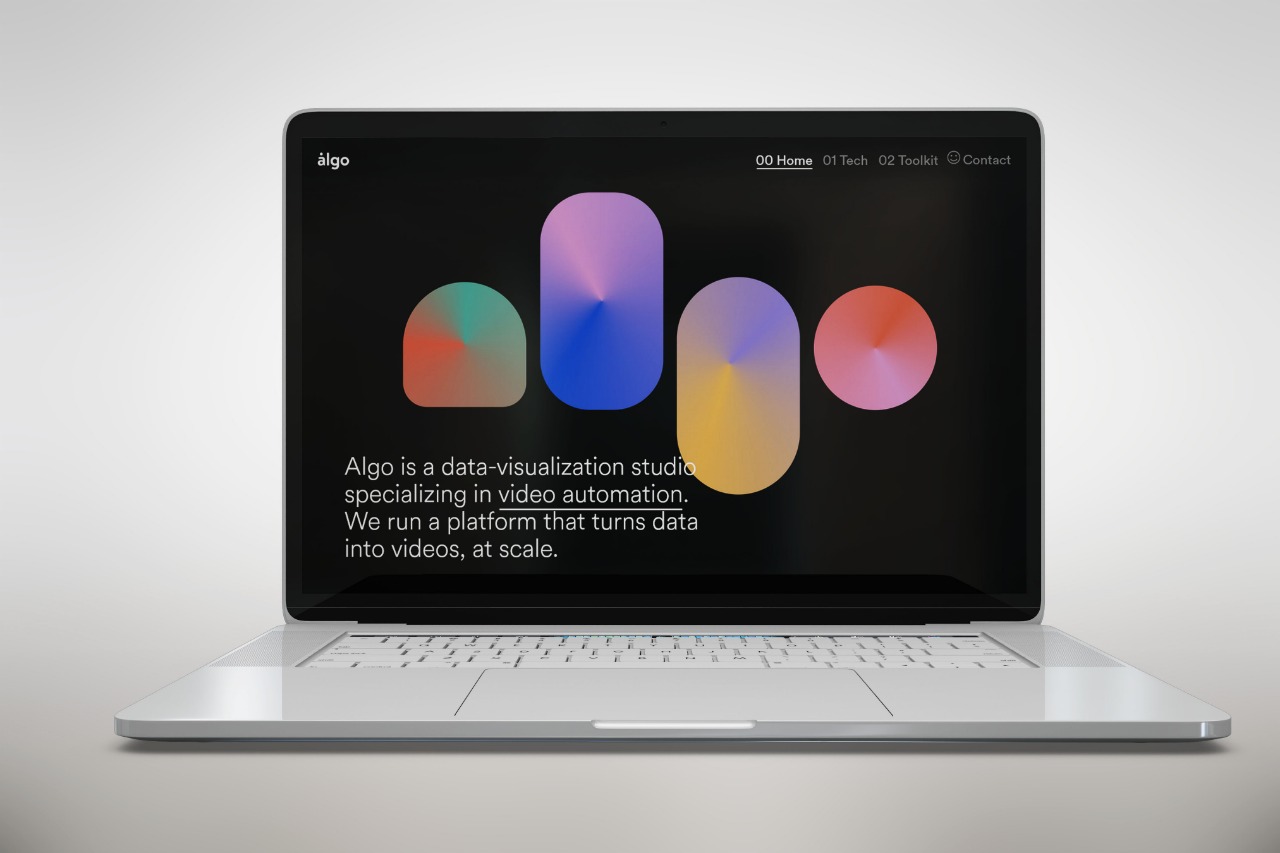 ȧlgo
00 Home 01 Tech 02 Toolkit Contact
Algo is a data-visualization studio
specializing in video automation.
We run a platform that turns data
into videos, at scale.